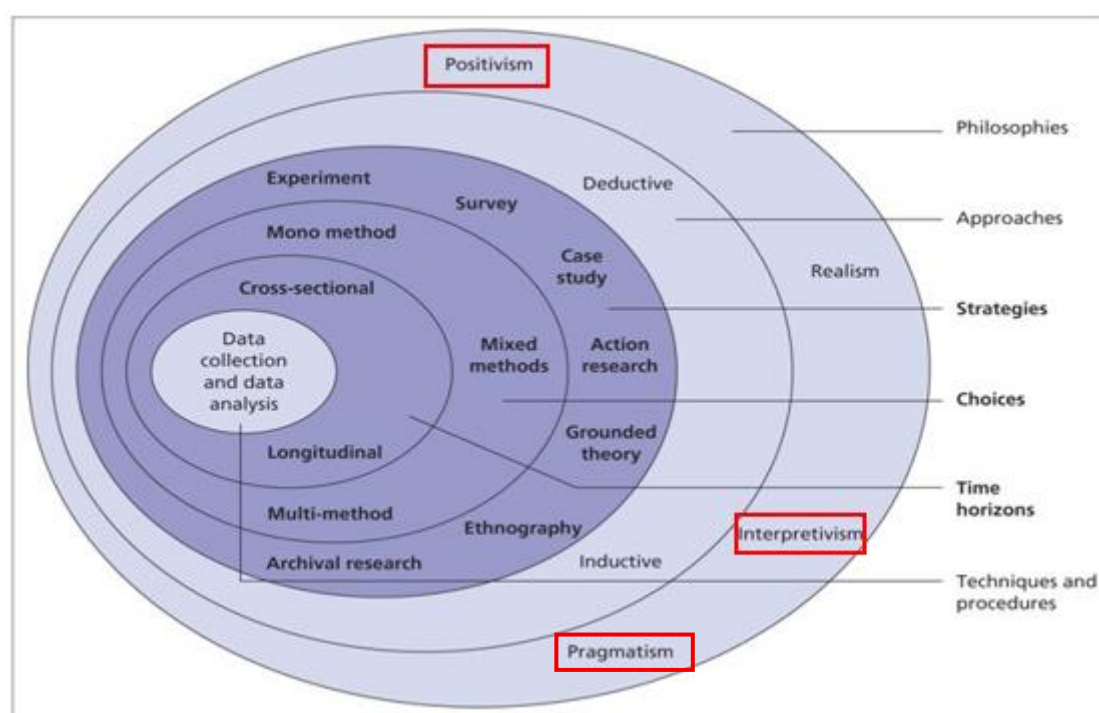 Positivism
Philosophies
Experiment
Deductive
Survey
Approaches
Mono method
Case
study
Realism
Cross-sectional
Strategies
Data
collection
and data
analysis
Mixed
methods
Action
research
Choices
Longitudinal
Grounded
theory
Time
horizons
Multi-method
Ethnography
Interpretivism
Archival research
Inductive
Techniques and
procedures
Pragmatism